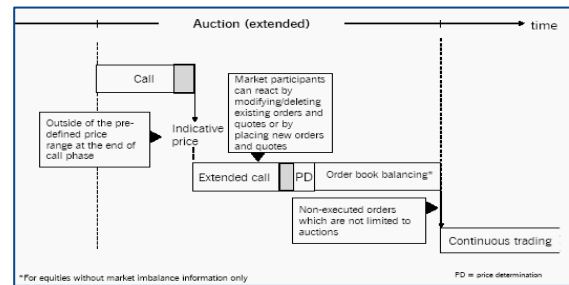 Auction (extended)
time
Call
Market participants
can react by
modifying/deleting
existing orders and
quotes or by
placing new orders
and quotes
Outside of the pre-
defined price
range at the end of
call phase
Indicative
price
Extended call
PD
Order book balancing*
Non-executed orders
which are not limited to
auctions
Continuous trading
*For equities without market imbalance information only
PD = price determination